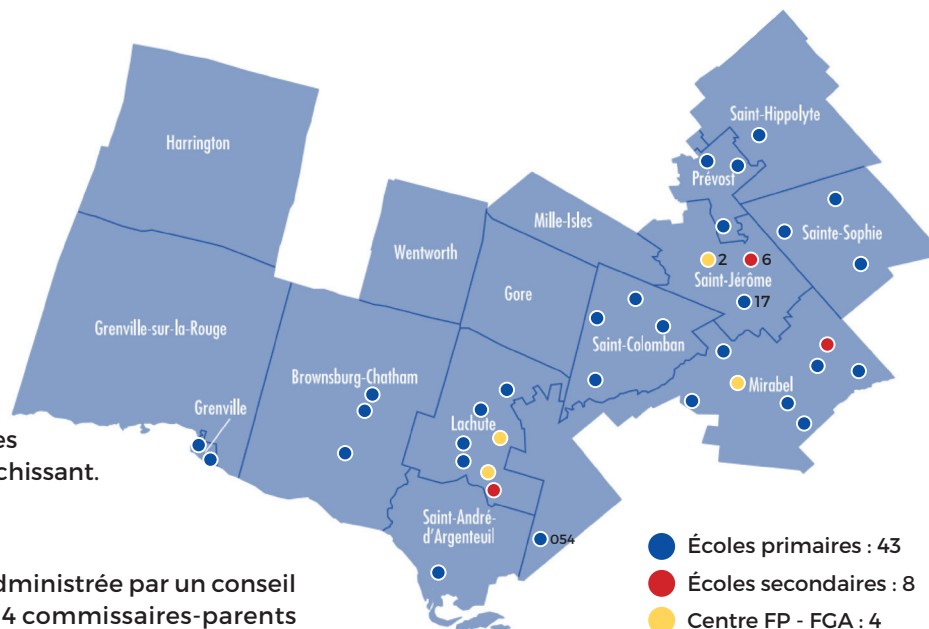 Saint-Hippolyte
Harrington
Prévost
Mille-Isles
Sainte-Sophie
Wentworth
2
6
Saint-Jérôme
Gore
17
Grenville-sur-la-Rouge
Saint-Colomban
Brownsburg-Chatham
Mirabel
Grenville
Lachute
es
chissant.
Saint-André-
d'Argenteuil
054
Écoles primaires : 43
dministrée par un conseil
Écoles secondaires : 8
4 commissaires-parents
Centre FP - FGA : 4